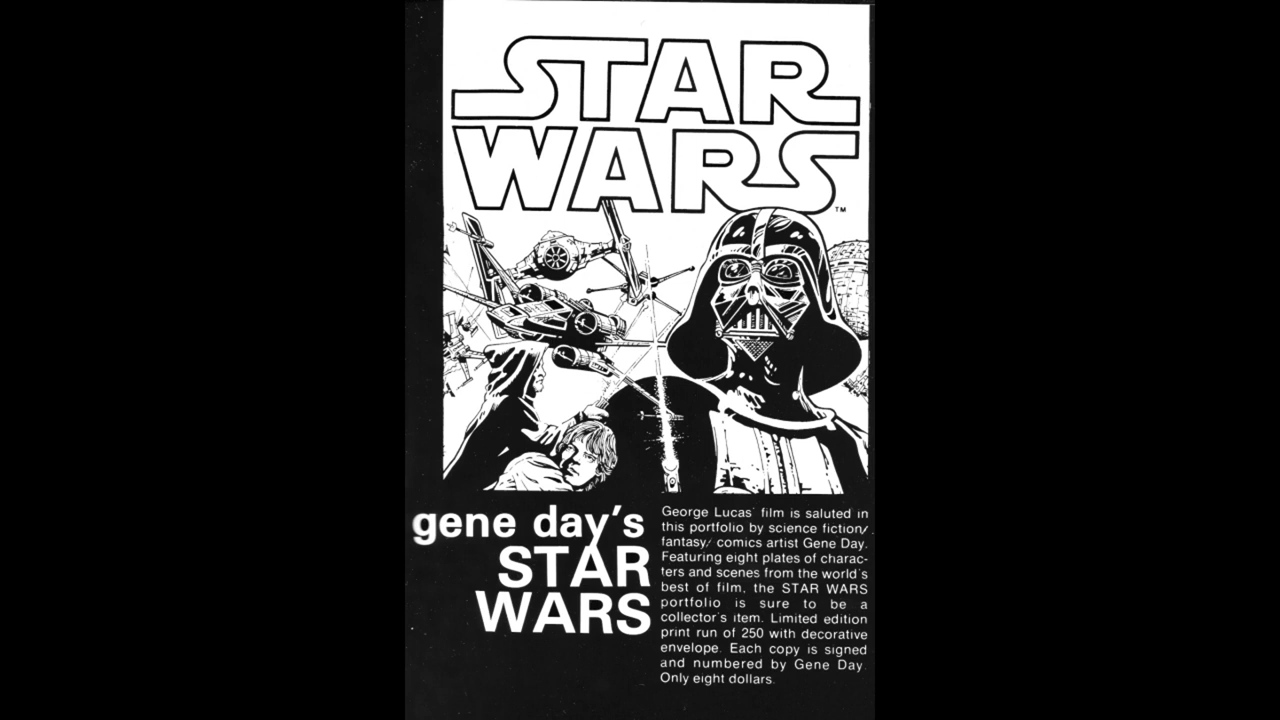 STAR
WARS
TM
gene day's
STAR
WARS
George Lucas' film is saluted in
this portfolio by science fiction/
fantasy/ comics artist Gene Day.
Featuring eight plates of charac-
ters and scenes from the world's
best of film, the STAR WARS
portfolio is sure to be a
collector's item. Limited edition
print run of 250 with decorative
envelope. Each copy is signed
and numbered by Gene Day.
Only eight dollars.